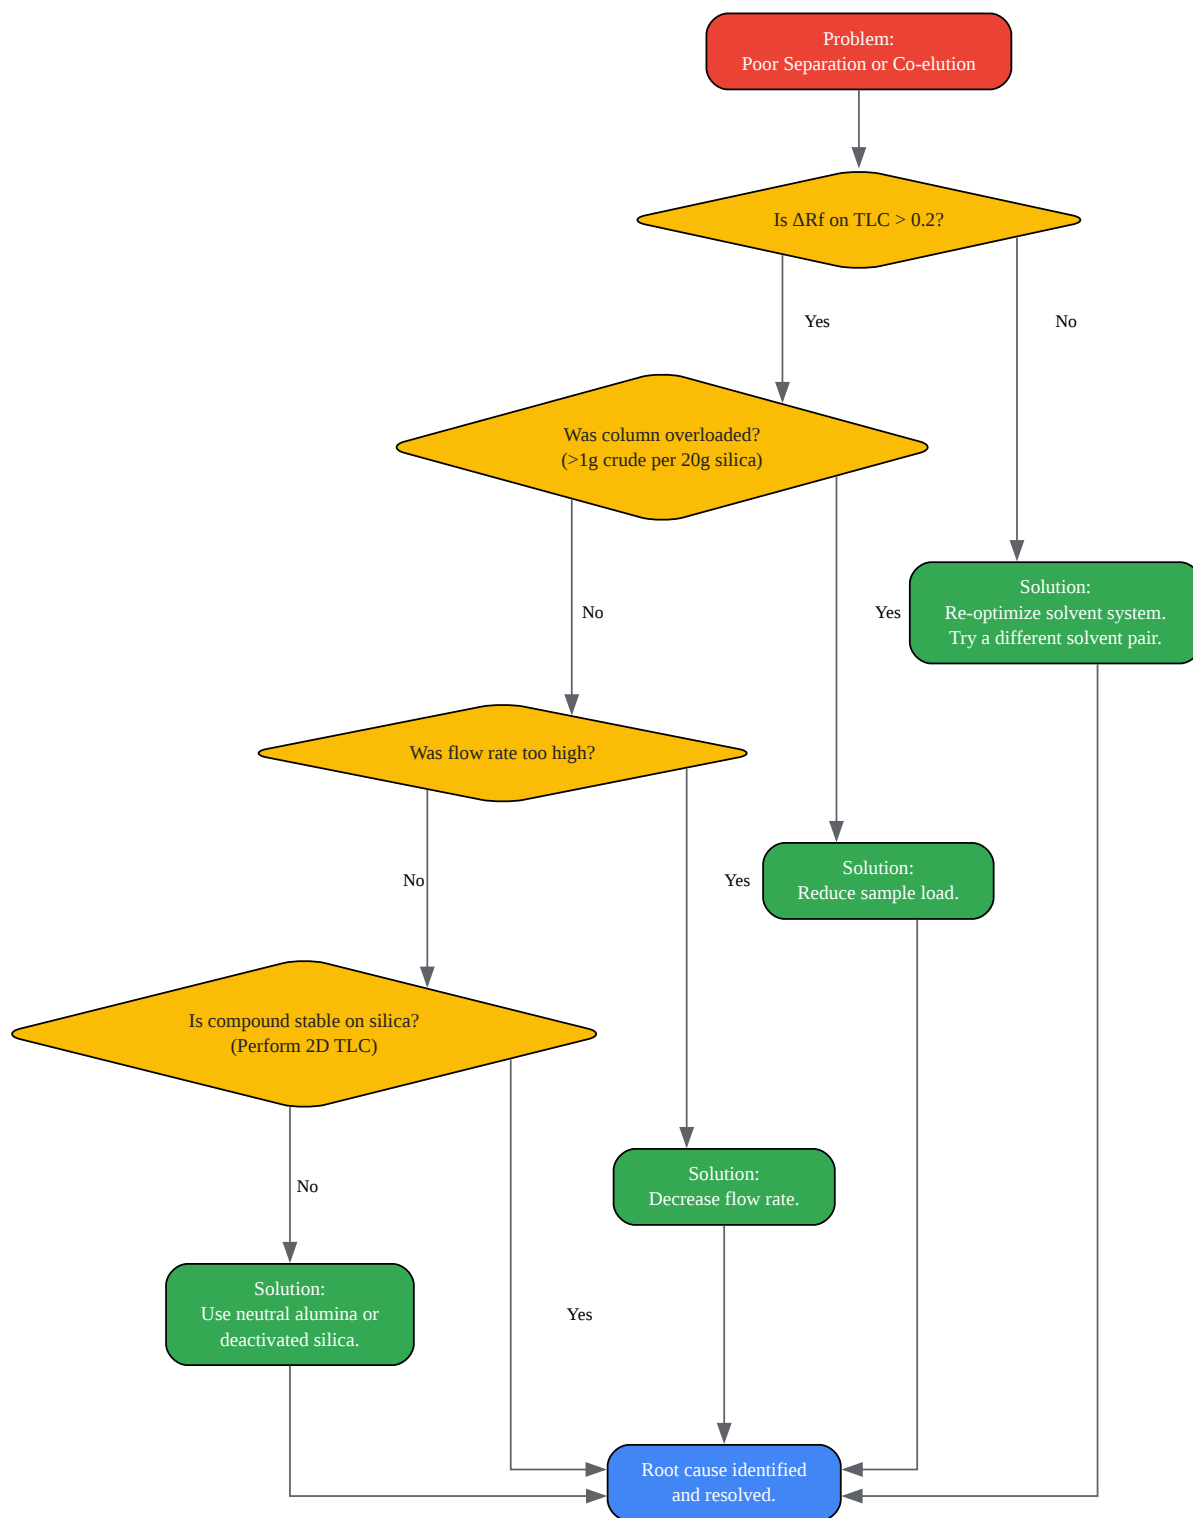 Problem:
Poor Separation or Co-elution
Is ΔRf on TLC > 0.2?
Yes
No
Was column overloaded?
(>1g crude per 20g silica)
Solution:
Re-optimize solvent system.
Try a different solvent pair.
No
Yes
Was flow rate too high?
Solution:
Reduce sample load.
No
Yes
Is compound stable on silica?
(Perform 2D TLC)
Solution:
Decrease flow rate.
No
Solution:
Use neutral alumina or
deactivated silica.
Yes
Root cause identified
and resolved.